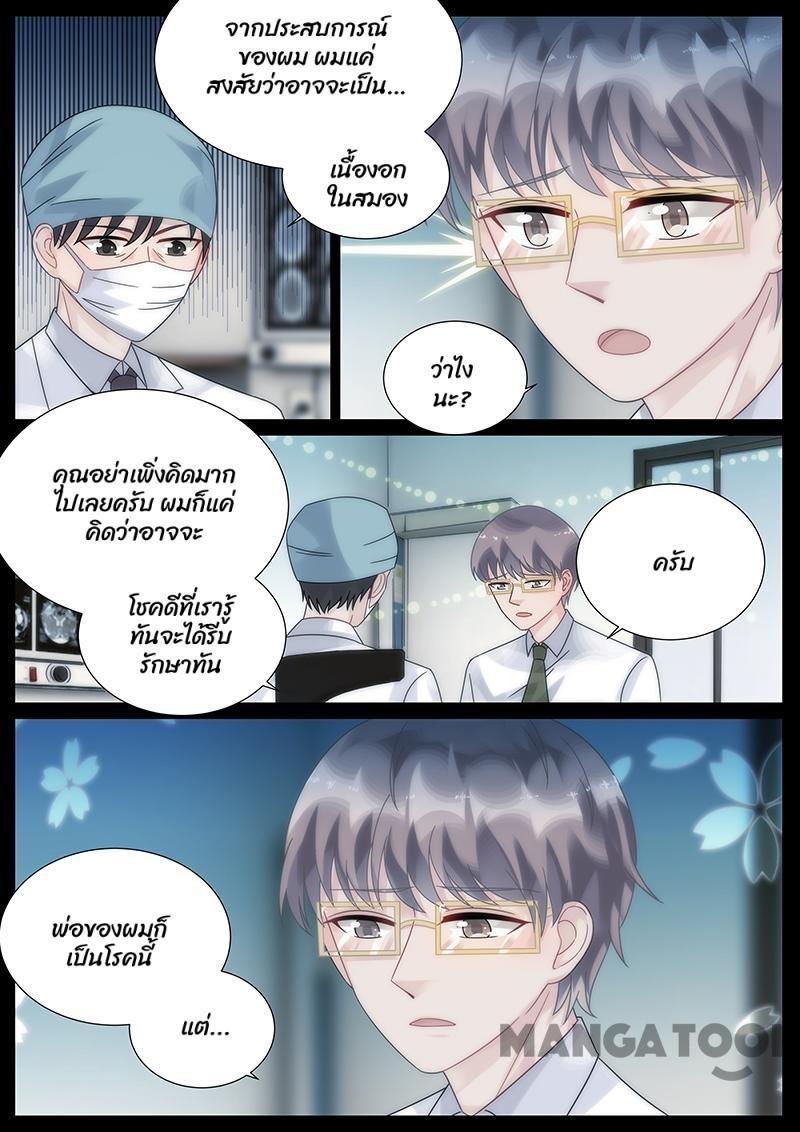 จากประสบการณ์
ของผม ผมแค่
สงสัยว่าอาจจะเป็น...
เนื้องอก
ในสมอง
ว่าไง
นะ?
คุณอย่าเพิ่งคิดมาก
ไปเลยครับ ผมก็แค่
คิดว่าอาจจะ
โชคดีที่เรารู้
ทันจะได้รีบ
รักษาทัน
ครับ
พ่อของผมก็
เป็นโรคนี้
แต่...
MANGATOON